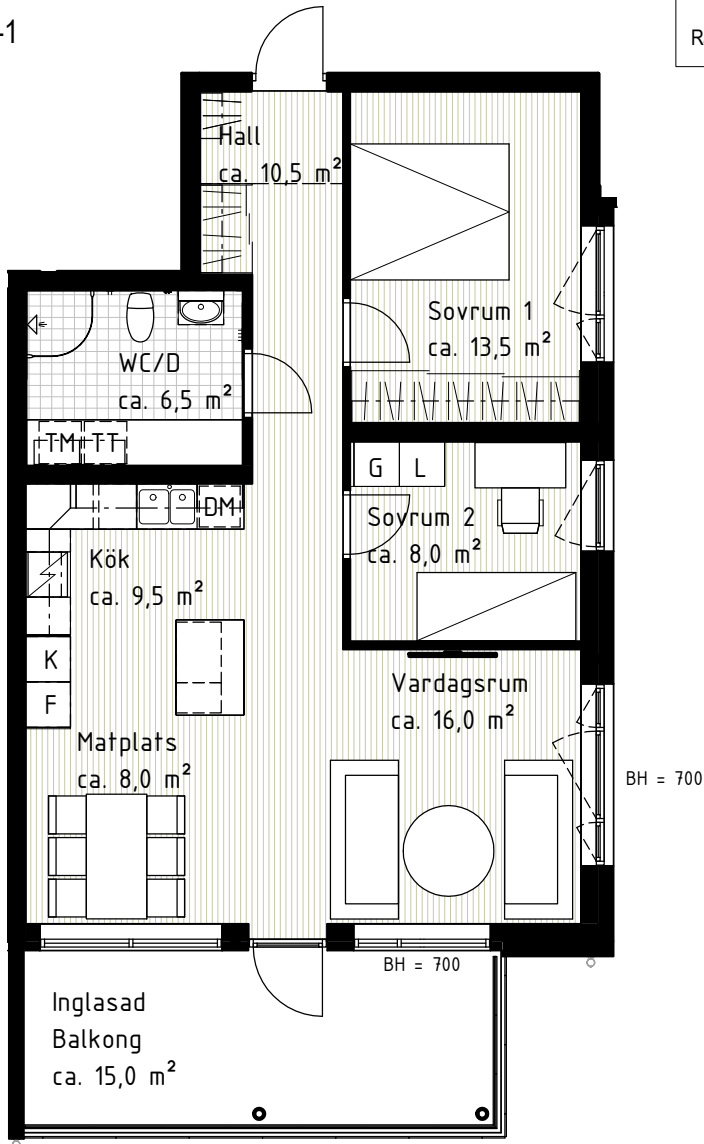 -1
R
Hall
ca. 10,5 m²
Sovrum 1
ca. 13,5 m²
WC/D
ca. 6,5 m²
TM TT
G L
DM
Sovrum 2
ca. 8,0 m²
Kök
ca. 9,5 m²
K
F
Vardagsrum
ca. 16,0 m²
Matplats
ca. 8,0 m²
BH = 700
BH = 700
Inglasad
Balkong
ca. 15,0 m²